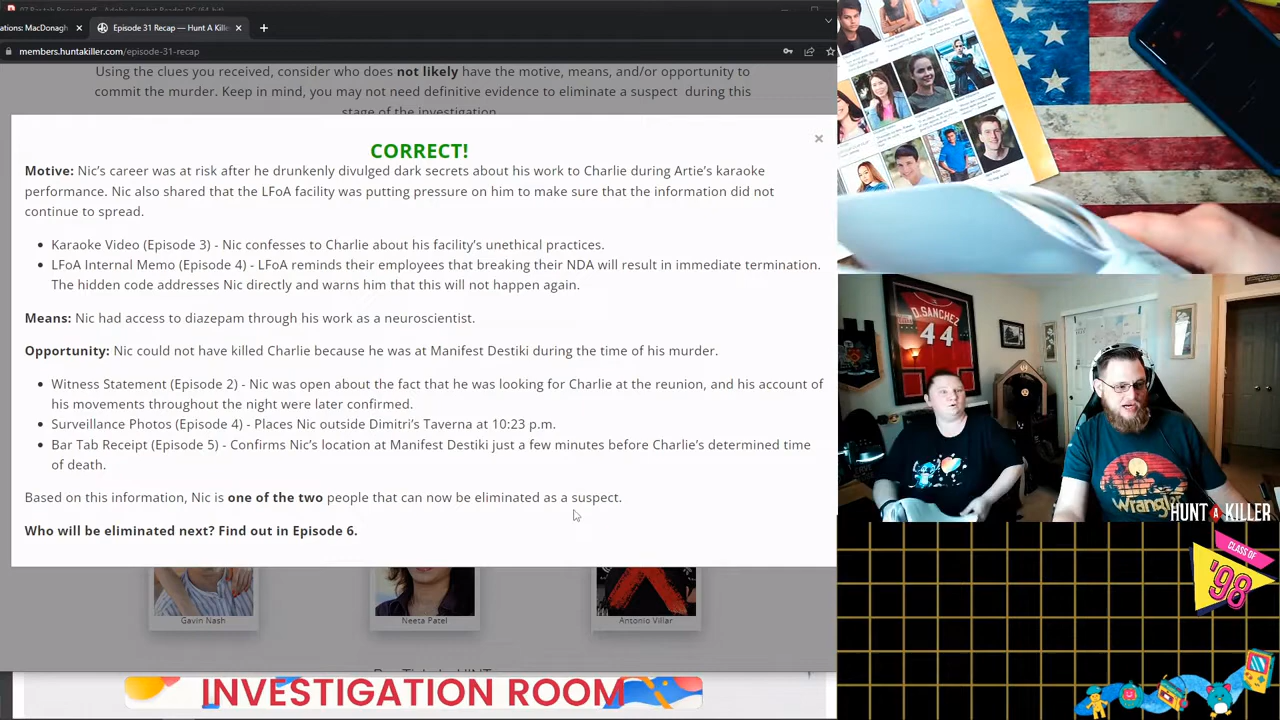 ations: MacDonagh
Episode 31 Recap — Hunt A Kille
members.huntakiller.com/episode-31-recap
Using the clues you received, consider who does not likely have the motive, means, and/or opportunity to
commit the murder. Keep in mind, you may not need definitive evidence to eliminate a suspect during this
stage of the investigation.
CORRECT!
Motive: Nic's career was at risk after he drunkenly divulged dark secrets about his work to Charlie during Artie's karaoke
performance. Nic also shared that the LFoA facility was putting pressure on him to make sure that the information did not
continue to spread.
Karaoke Video (Episode 3) - Nic confesses to Charlie about his facility's unethical practices.
LFoA Internal Memo (Episode 4) - LFoA reminds their employees that breaking their NDA will result in immediate termination.
The hidden code addresses Nic directly and warns him that this will not happen again.
Means: Nic had access to diazepam through his work as a neuroscientist.
Opportunity: Nic could not have killed Charlie because he was at Manifest Destiki during the time of his murder.
Witness Statement (Episode 2) - Nic was open about the fact that he was looking for Charlie at the reunion, and his account of
his movements throughout the night were later confirmed.
Surveillance Photos (Episode 4) - Places Nic outside Dimitri's Taverna at 10:23 p.m.
Bar Tab Receipt (Episode 5) - Confirms Nic's location at Manifest Destiki just a few minutes before Charlie's determined time
of death.
Based on this information, Nic is one of the two people that can now be eliminated as a suspect.
Who will be eliminated next? Find out in Episode 6.
Gavin Nash
Neeta Patel
Antonio Villar
INVESTIGATION ROOM
D.SANCHEZ
44
Wrangler
HUNT A KILLER
CLASS OF
'98